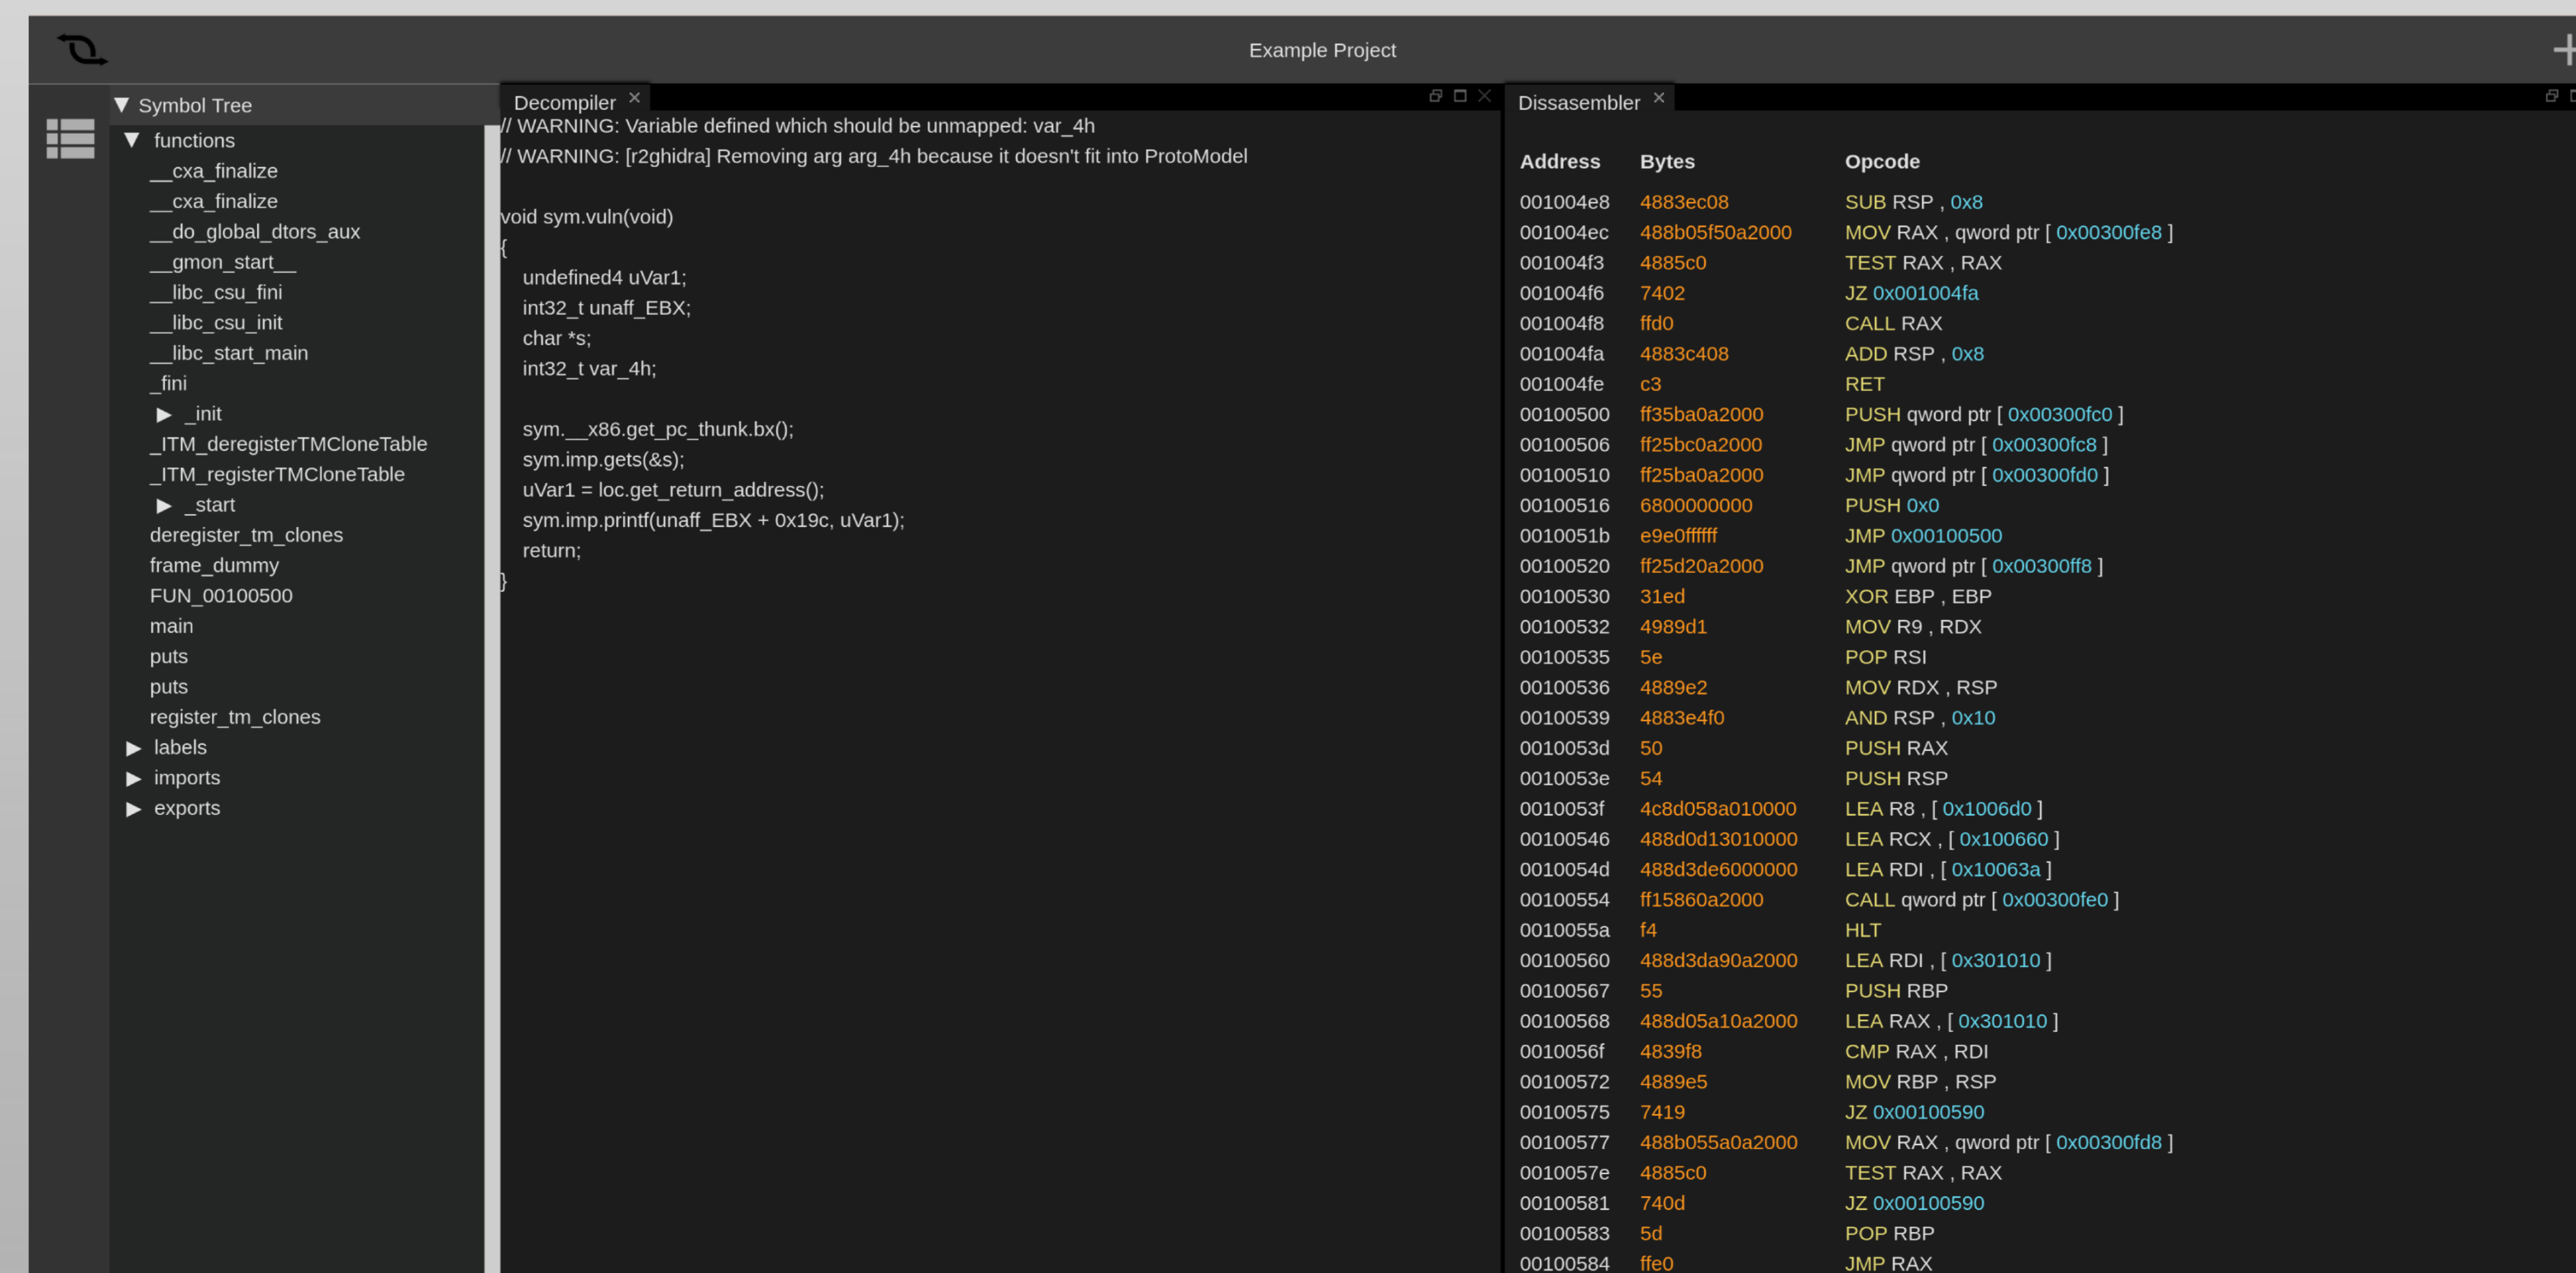 Example Project
Symbol Tree
functions
__cxa_finalize
__cxa_finalize
__do_global_dtors_aux
__gmon_start__
__libc_csu_fini
__libc_csu_init
__libc_start_main
_fini
_init
_ITM_deregisterTMCloneTable
_ITM_registerTMCloneTable
_start
deregister_tm_clones
frame_dummy
FUN_00100500
main
puts
puts
register_tm_clones
labels
imports
exports
Decompiler
// WARNING: Variable defined which should be unmapped: var_4h
// WARNING: [r2ghidra] Removing arg arg_4h because it doesn't fit into ProtoModel
void sym.vuln(void)
{
undefined4 uVar1;
int32_t unaff_EBX;
char *s;
int32_t var_4h;
sym.__x86.get_pc_thunk.bx();
sym.imp.gets(&s);
uVar1 = loc.get_return_address();
sym.imp.printf(unaff_EBX + 0x19c, uVar1);
return;
}
Dissasembler
Address Bytes Opcode
001004e8 4883ec08 SUB RSP , 0x8
001004ec 488b05f50a2000 MOV RAX , qword ptr [ 0x00300fe8 ]
001004f3 4885c0 TEST RAX , RAX
001004f6 7402 JZ 0x001004fa
001004f8 ffd0 CALL RAX
001004fa 4883c408 ADD RSP , 0x8
001004fe c3 RET
00100500 ff35ba0a2000 PUSH qword ptr [ 0x00300fc0 ]
00100506 ff25bc0a2000 JMP qword ptr [ 0x00300fc8 ]
00100510 ff25ba0a2000 JMP qword ptr [ 0x00300fd0 ]
00100516 6800000000 PUSH 0x0
0010051b e9e0ffffff JMP 0x00100500
00100520 ff25d20a2000 JMP qword ptr [ 0x00300ff8 ]
00100530 31ed XOR EBP , EBP
00100532 4989d1 MOV R9 , RDX
00100535 5e POP RSI
00100536 4889e2 MOV RDX , RSP
00100539 4883e4f0 AND RSP , 0x10
0010053d 50 PUSH RAX
0010053e 54 PUSH RSP
0010053f 4c8d058a010000 LEA R8 , [ 0x1006d0 ]
00100546 488d0d13010000 LEA RCX , [ 0x100660 ]
0010054d 488d3de6000000 LEA RDI , [ 0x10063a ]
00100554 ff15860a2000 CALL qword ptr [ 0x00300fe0 ]
0010055a f4 HLT
00100560 488d3da90a2000 LEA RDI , [ 0x301010 ]
00100567 55 PUSH RBP
00100568 488d05a10a2000 LEA RAX , [ 0x301010 ]
0010056f 4839f8 CMP RAX , RDI
00100572 4889e5 MOV RBP , RSP
00100575 7419 JZ 0x00100590
00100577 488b055a0a2000 MOV RAX , qword ptr [ 0x00300fd8 ]
0010057e 4885c0 TEST RAX , RAX
00100581 740d JZ 0x00100590
00100583 5d POP RBP
00100584 ffe0 JMP RAX